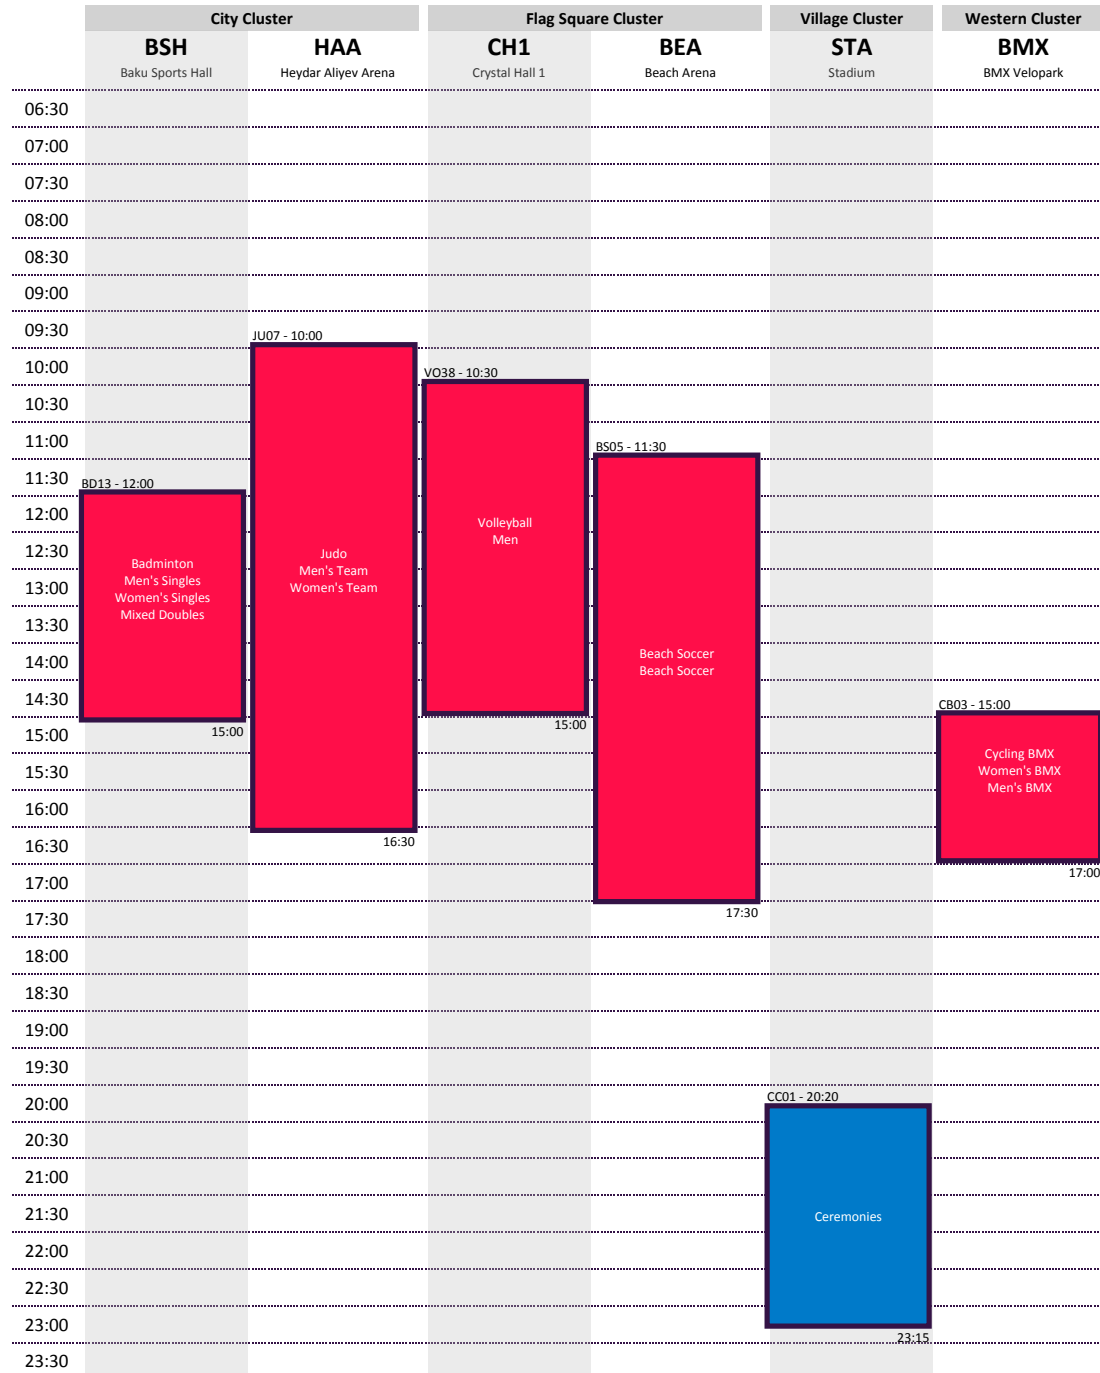 City Cluster
Flag Square Cluster
Village Cluster
Western Cluster
BSH
HAA
CH1
BEA
STA
BMX
Baku Sports Hall
Heydar Aliyev Arena
Crystal Hall 1
Beach Arena
Stadium
BMX Velopark
06:30
07:00
07:30
08:00
08:30
09:00
09:30
JU07 - 10:00
10:00
VO38 - 10:30
10:30
11:00
BS05 - 11:30
11:30
BD13 - 12:00
12:00
Volleyball
Men
12:30
Judo
Men's Team
Women's Team
Badminton
Men's Singles
Women's Singles
Mixed Doubles
13:00
13:30
14:00
Beach Soccer
Beach Soccer
14:30
CB03 - 15:00
15:00
15:00
15:00
Cycling BMX
Women's BMX
Men's BMX
15:30
16:00
16:30
16:30
17:00
17:00
17:30
17:30
18:00
18:30
19:00
19:30
CC01 - 20:20
20:00
20:30
21:00
21:30
Ceremonies
22:00
22:30
23:00
23:15
23:30